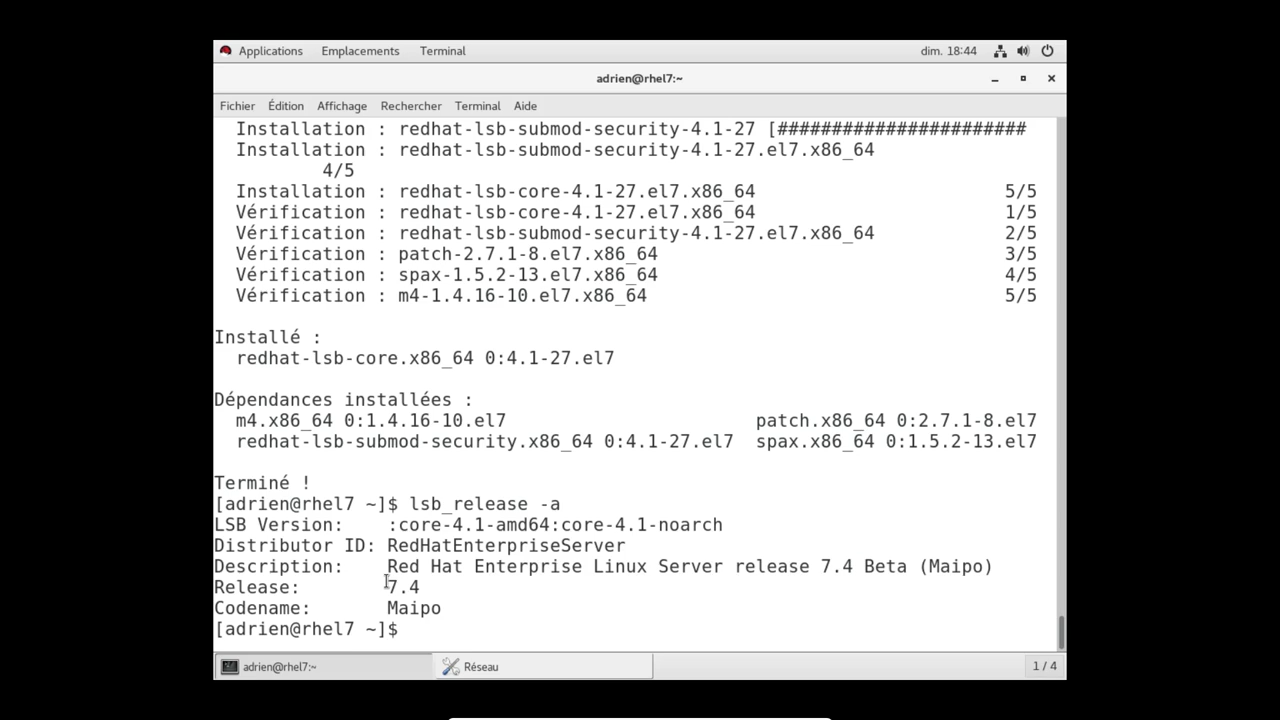 Applications Emplacements Terminal dim. 18:44
adrien@rhel7:~
Fichier Édition Affichage Rechercher Terminal Aide
Installation : redhat-lsb-submod-security-4.1-27 [#######################
Installation : redhat-lsb-submod-security-4.1-27.el7.x86_64
4/5
Installation : redhat-lsb-core-4.1-27.el7.x86_64 5/5
Vérification : redhat-lsb-core-4.1-27.el7.x86_64 1/5
Vérification : redhat-lsb-submod-security-4.1-27.el7.x86_64 2/5
Vérification : patch-2.7.1-8.el7.x86_64 3/5
Vérification : spax-1.5.2-13.el7.x86_64 4/5
Vérification : m4-1.4.16-10.el7.x86_64 5/5
Installé :
redhat-lsb-core.x86_64 0:4.1-27.el7
Dépendances installées :
m4.x86_64 0:1.4.16-10.el7 patch.x86_64 0:2.7.1-8.el7
redhat-lsb-submod-security.x86_64 0:4.1-27.el7 spax.x86_64 0:1.5.2-13.el7
Terminé !
[adrien@rhel7 ~]$ lsb_release -a
LSB Version: :core-4.1-amd64:core-4.1-noarch
Distributor ID: RedHatEnterpriseServer
Description: Red Hat Enterprise Linux Server release 7.4 Beta (Maipo)
Release: 7.4
Codename: Maipo
[adrien@rhel7 ~]$
adrien@rhel7:~ Réseau 1 / 4